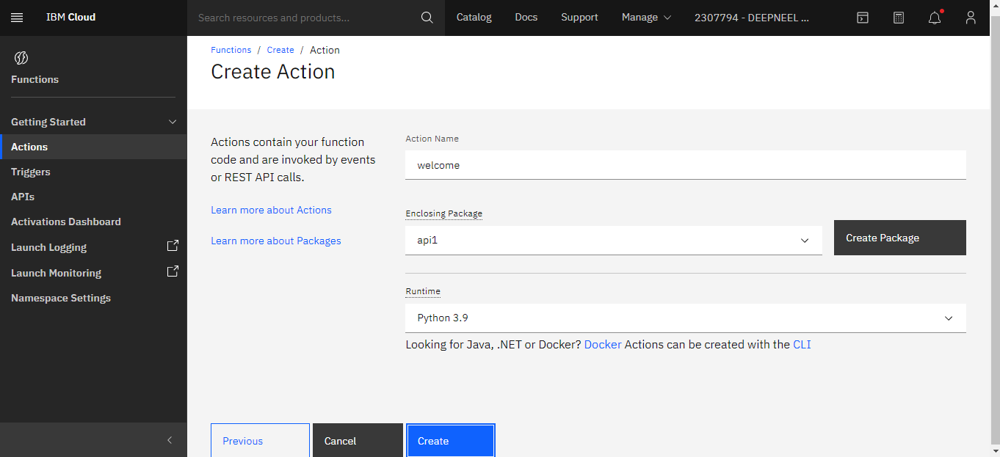 IBM Cloud
Search resources and products...
Catalog
Docs
Support
Manage
2307794 - DEEPNEEL ...
Functions
Getting Started
Actions
Triggers
APIs
Activations Dashboard
Launch Logging
Launch Monitoring
Namespace Settings
Functions / Create / Action
Create Action
Actions contain your function
code and are invoked by events
or REST API calls.
Learn more about Actions
Learn more about Packages
Action Name
welcome
Enclosing Package
api1
Create Package
Runtime
Python 3.9
Looking for Java, .NET or Docker? Docker Actions can be created with the CLI
Previous
Cancel
Create